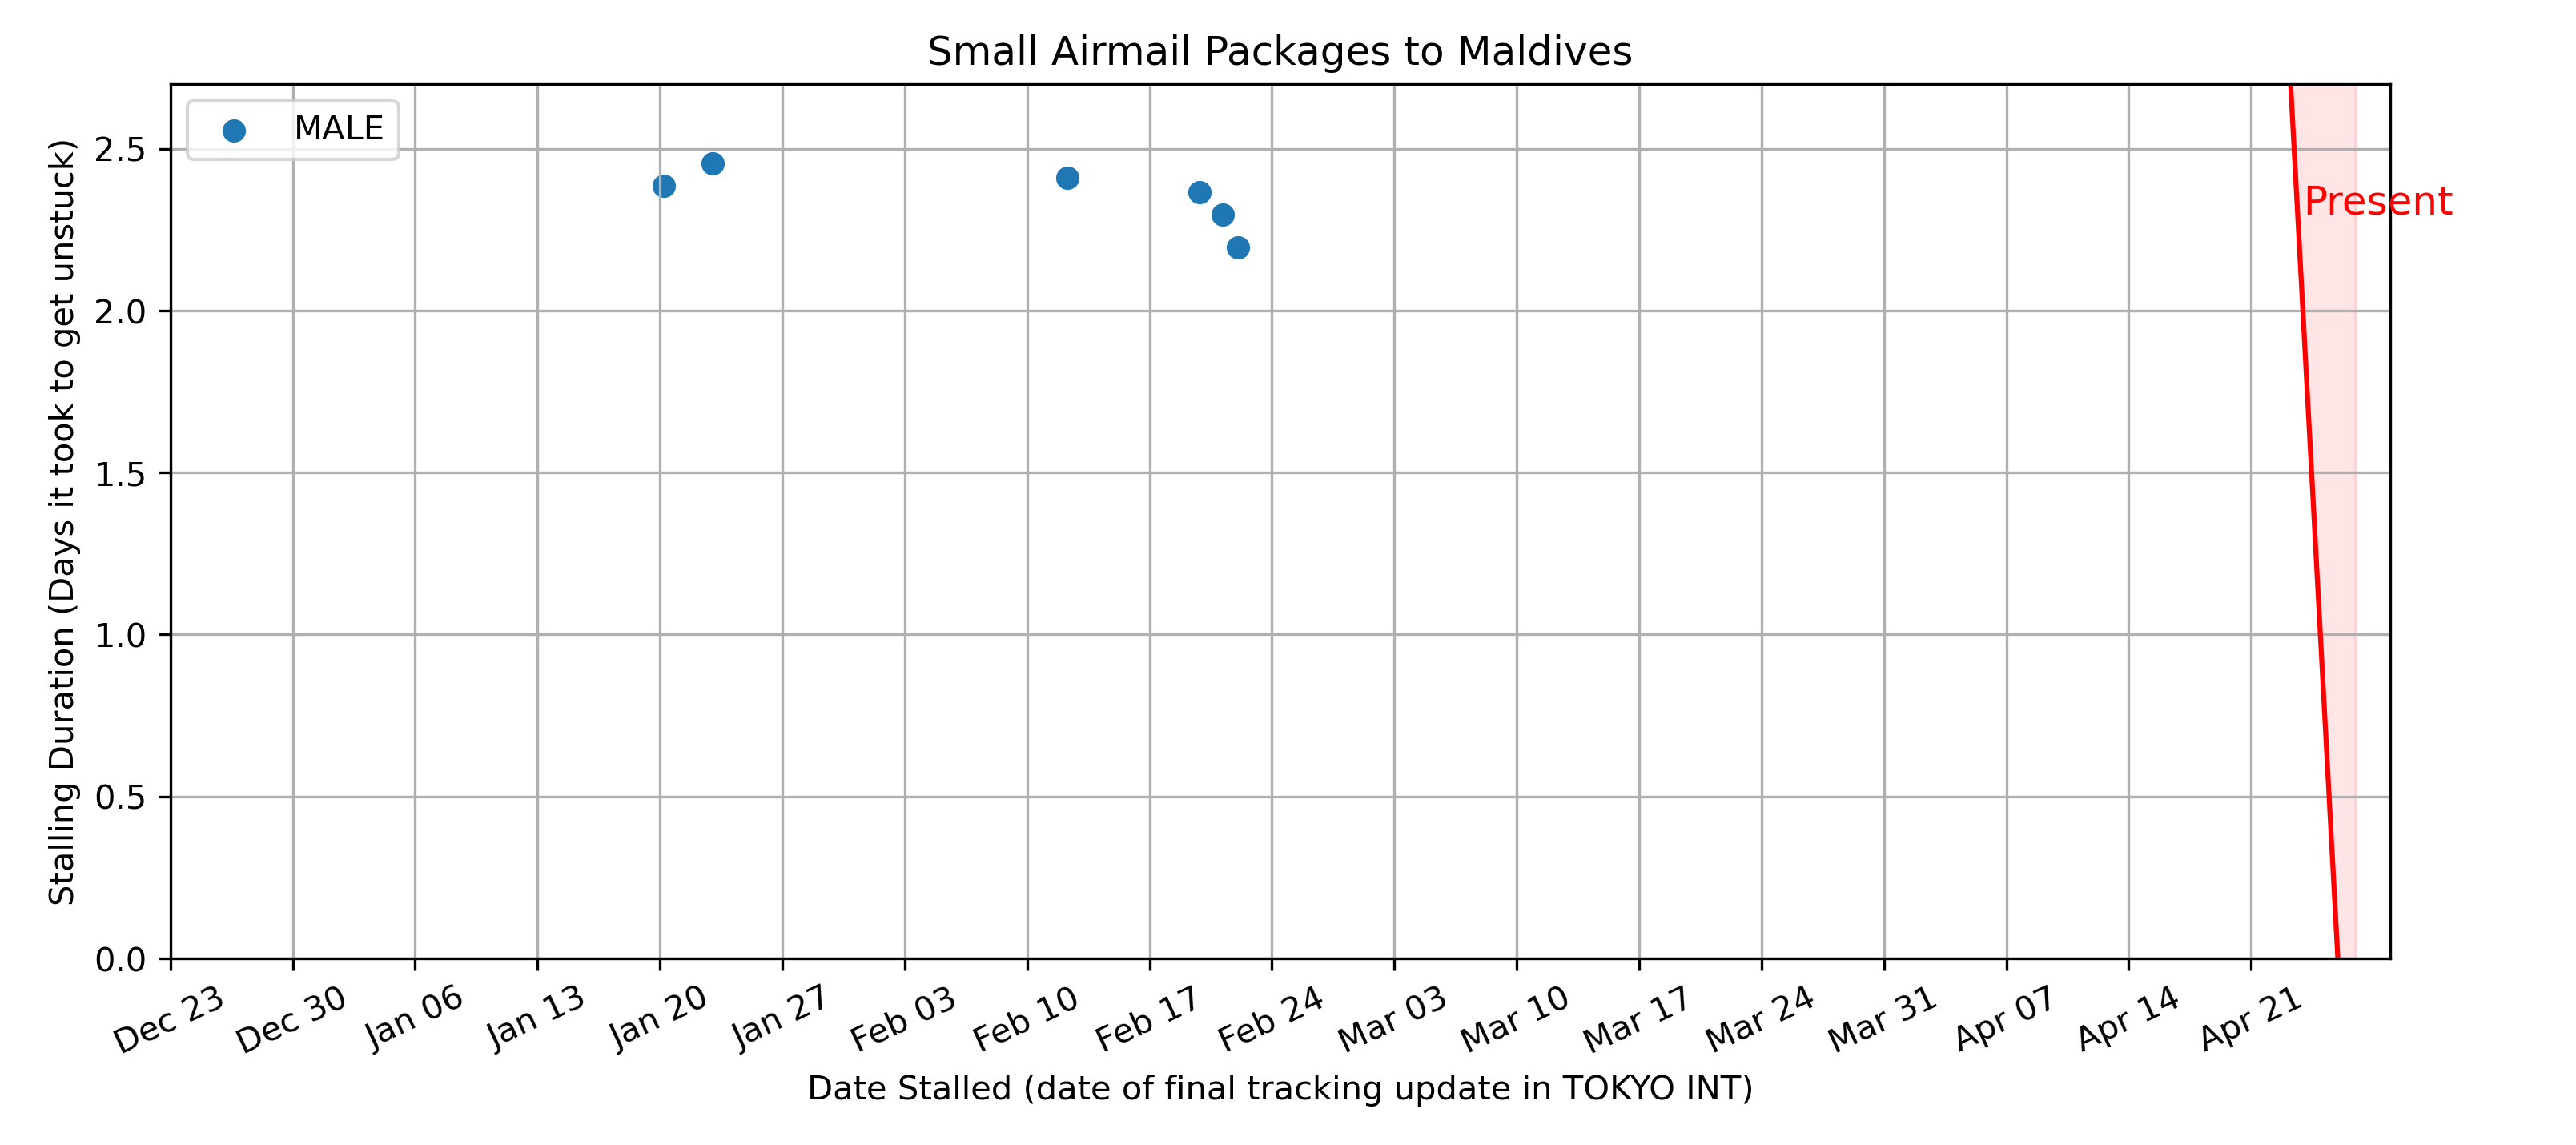 Small Airmail Packages to Maldives
MALE
Present
Stalling Duration (Days it took to get unstuck)
2.5
2.0
1.5
1.0
0.5
0.0
Dec 23 Dec 30 Jan 06 Jan 13 Jan 20 Jan 27 Feb 03 Feb 10 Feb 17 Feb 24 Mar 03 Mar 10 Mar 17 Mar 24 Mar 31 Apr 07 Apr 14 Apr 21
Date Stalled (date of final tracking update in TOKYO INT)